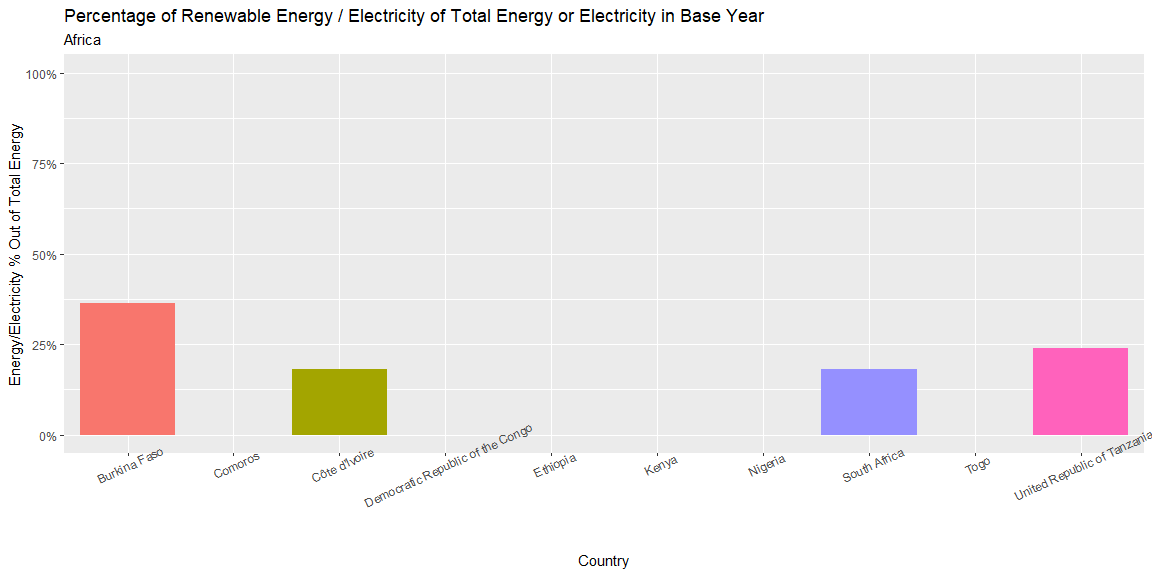 Percentage of Renewable Energy / Electricity of Total Energy or Electricity in Base Year
Africa
Energy/Electricity % Out of Total Energy
100%
75%
50%
25%
0%
Burkina Faso
Comoros
Côte d'Ivoire
Democratic Republic of the Congo
Ethiopia
Kenya
Nigeria
South Africa
Togo
United Republic of Tanzania
Country